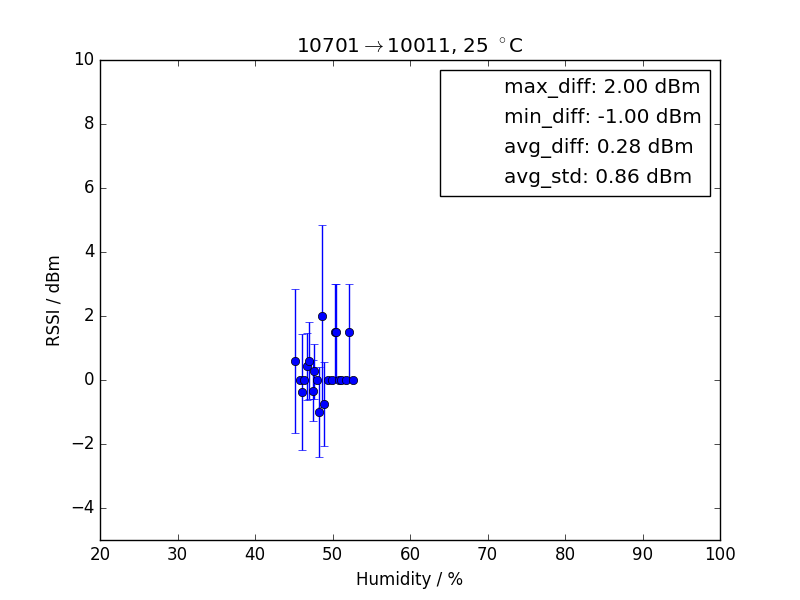 10701→10011, 25 °C
max_diff: 2.00 dBm
min_diff: -1.00 dBm
avg_diff: 0.28 dBm
avg_std: 0.86 dBm
RSSI / dBm
10
8
6
4
2
0
−2
−4
20 30 40 50 60 70 80 90 100
Humidity / %